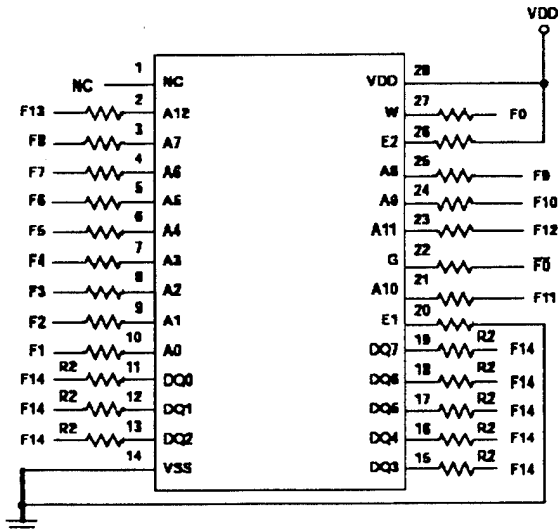 VDD
NC 1 NC VDD 28
F13 2 A12 W 27 F0
F8 3 A7 E2 26
F7 4 A6 A8 25 F9
F6 5 A5 A9 24 F10
F5 6 A4 A11 23 F12
F4 7 A3 G 22 F0
F3 8 A2 A10 21 F11
F2 9 A1 E1 20
F1 10 A0 DQ7 19 R2 F14
F14 R2 11 DQ0 DQ6 18 R2 F14
F14 R2 12 DQ1 DQ5 17 R2 F14
F14 R2 13 DQ2 DQ4 16 R2 F14
14 VSS DQ3 15 R2 F14